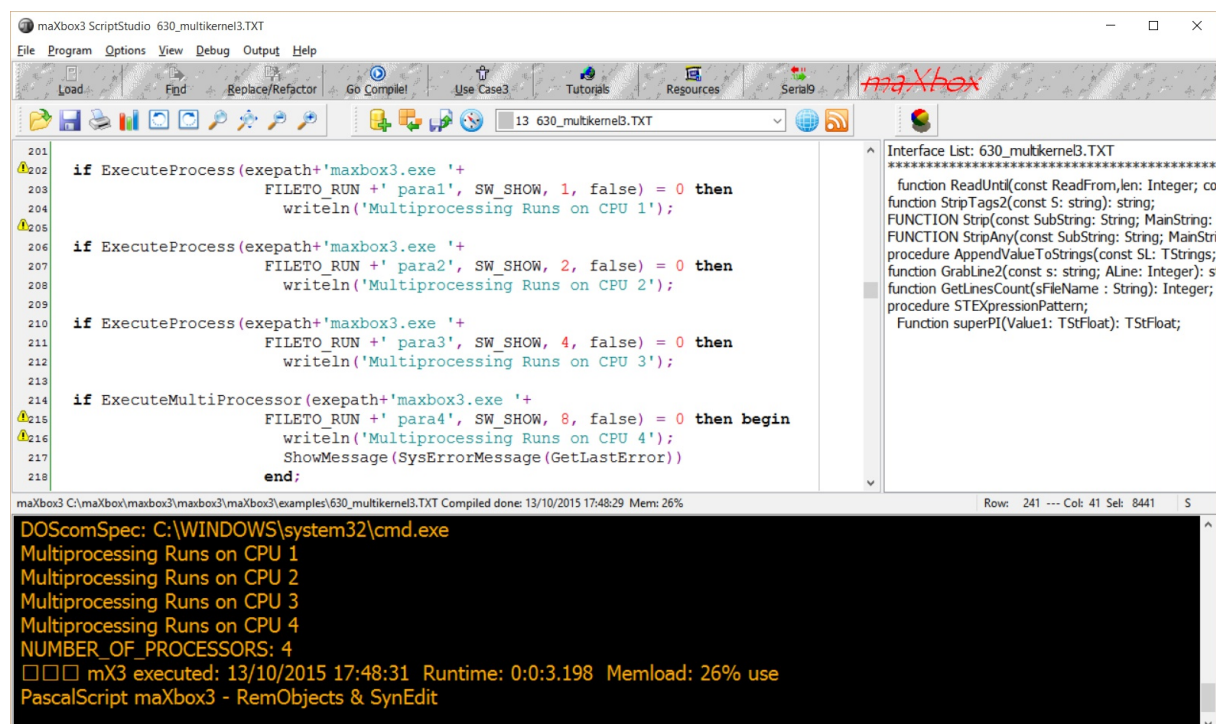 maXbox3 ScriptStudio 630_multikernel3.TXT
File Program Options View Debug Output Help
Load Find Replace/Refactor Go Compile! Use Case3 Tutorials Resources Serial9 maXbox
13 630_multikernel3.TXT
201
202 if ExecuteProcess(exepath+'maxbox3.exe '+
203 FILETO_RUN +' para1', SW_SHOW, 1, false) = 0 then
204 writeln('Multiprocessing Runs on CPU 1');
205
206 if ExecuteProcess(exepath+'maxbox3.exe '+
207 FILETO_RUN +' para2', SW_SHOW, 2, false) = 0 then
208 writeln('Multiprocessing Runs on CPU 2');
209
210 if ExecuteProcess(exepath+'maxbox3.exe '+
211 FILETO_RUN +' para3', SW_SHOW, 4, false) = 0 then
212 writeln('Multiprocessing Runs on CPU 3');
213
214 if ExecuteMultiProcessor(exepath+'maxbox3.exe '+
215 FILETO_RUN +' para4', SW_SHOW, 8, false) = 0 then begin
216 writeln('Multiprocessing Runs on CPU 4');
217 ShowMessage(SysErrorMessage(GetLastError))
218 end;
Interface List: 630_multikernel3.TXT
*******************************************
function ReadUntil(const ReadFrom,len: Integer; co
function StripTags2(const S: string): string;
FUNCTION Strip(const SubString: String; MainString:
FUNCTION StripAny(const SubString: String; MainStri
procedure AppendValueToStrings(const SL: TStrings;
function GrabLine2(const s: string; ALine: Integer): s
function GetLinesCount(sFileName : String): Integer;
procedure STEXpressionPattern;
Function superPI(Value1: TStFloat): TStFloat;
maXbox3 C:\maXbox\maxbox3\maxbox3\maXbox3\examples\630_multikernel3.TXT Compiled done: 13/10/2015 17:48:29 Mem: 26%
Row: 241 --- Col: 41 Sel: 8441 S
DOScomSpec: C:\WINDOWS\system32\cmd.exe
Multiprocessing Runs on CPU 1
Multiprocessing Runs on CPU 2
Multiprocessing Runs on CPU 3
Multiprocessing Runs on CPU 4
NUMBER_OF_PROCESSORS: 4
□□□ mX3 executed: 13/10/2015 17:48:31 Runtime: 0:0:3.198 Memload: 26% use
PascalScript maXbox3 - RemObjects & SynEdit